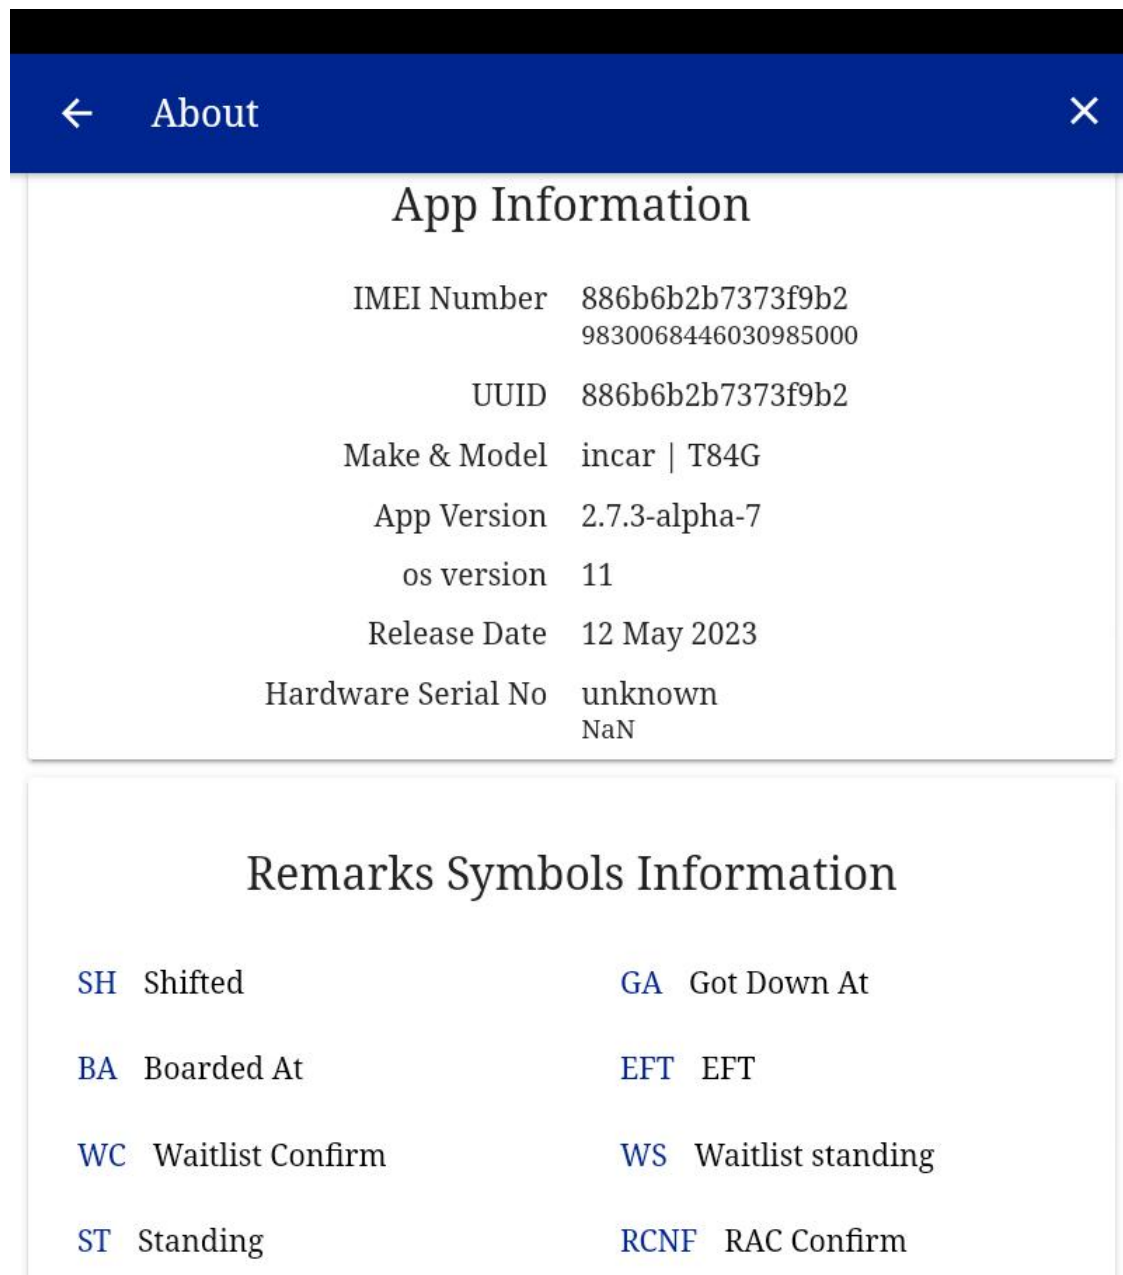 About
App Information
IMEI Number 886b6b2b7373f9b2
9830068446030985000
UUID 886b6b2b7373f9b2
Make & Model incar | T84G
App Version 2.7.3-alpha-7
os version 11
Release Date 12 May 2023
Hardware Serial No unknown
NaN
Remarks Symbols Information
SH Shifted GA Got Down At
BA Boarded At EFT EFT
WC Waitlist Confirm WS Waitlist standing
ST Standing RCNF RAC Confirm